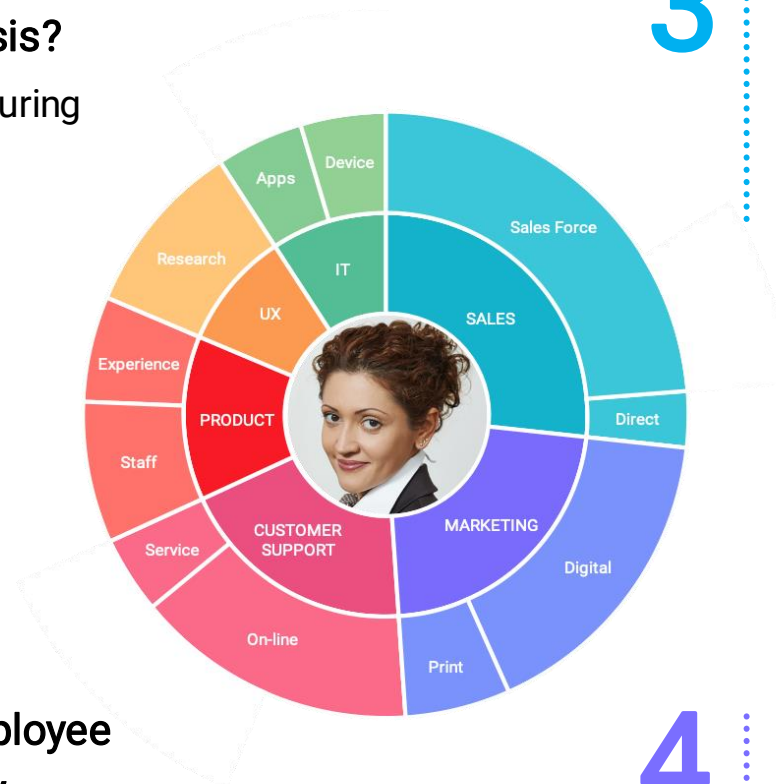 sis?
3
uring
Device
Apps
Sales Force
Research
IT
UX
SALES
Experience
PRODUCT
Direct
Staff
CUSTOMER
SUPPORT
MARKETING
Service
Digital
On-line
Print
ployee
4